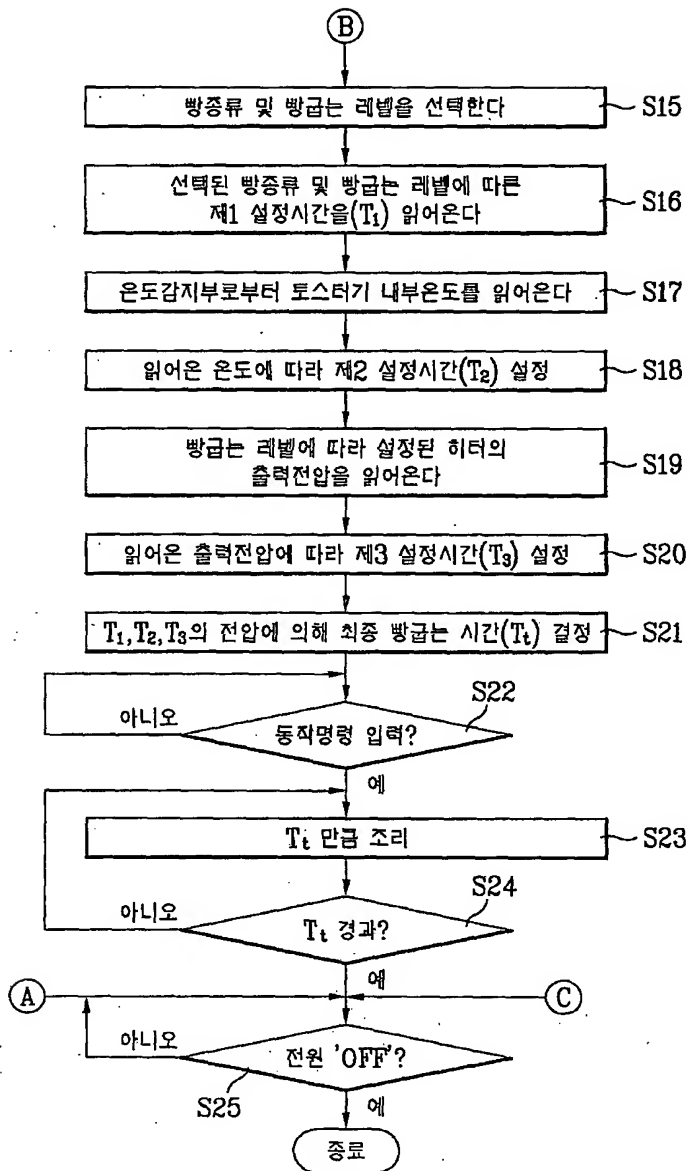 B
빵종류 및 빵굽는 레벨을 선택한다
S15
선택된 빵종류 및 빵굽는 레벨에 따른
제1 설정시간을(T₁) 읽어온다
S16
온도감지부로부터 토스터기 내부온도를 읽어온다
S17
읽어온 온도에 따라 제2 설정시간(T₂) 설정
S18
빵굽는 레벨에 따라 설정된 히터의
출력전압을 읽어온다
S19
읽어온 출력전압에 따라 제3 설정시간(T₃) 설정
S20
T₁,T₂,T₃의 전압에 의해 최종 빵굽는 시간(Tₜ) 결정
S21
S22
아니오
동작명령 입력?
예
Tₜ 만큼 조리
S23
S24
아니오
Tₜ 경과?
예
A
C
아니오
전원 'OFF'?
S25
예
종료